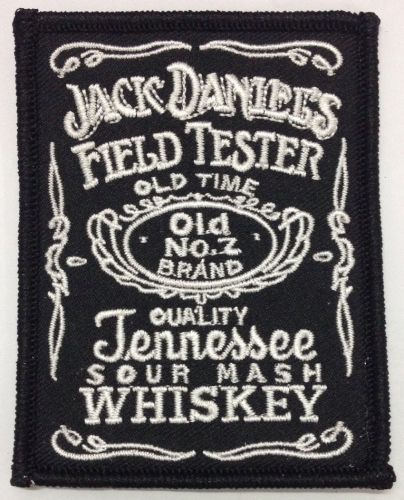 JACK DANIEL'S
FIELD TESTER
OLD TIME
Old
No.7
BRAND
QUALITY
Tennessee
SOUR MASH
WHISKEY